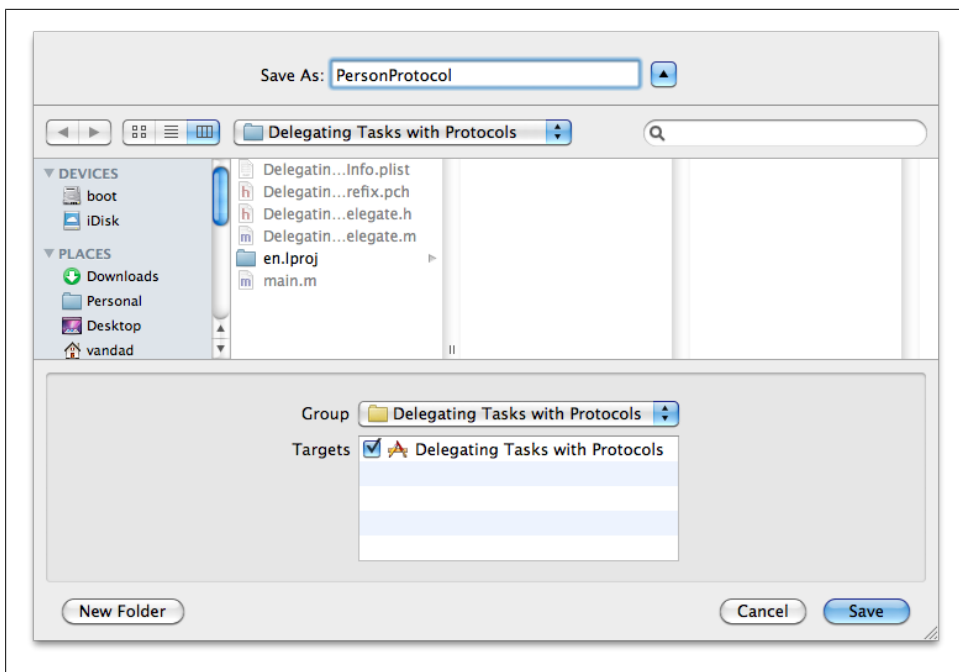 Save As: PersonProtocol
Delegating Tasks with Protocols
DEVICES
boot
iDisk
PLACES
Downloads
Personal
Desktop
vandad
Delegatin...Info.plist
h Delegatin...refix.pch
h Delegatin...elegate.h
m Delegatin...elegate.m
en.lproj
m main.m
Group Delegating Tasks with Protocols
Targets Delegating Tasks with Protocols
New Folder Cancel Save